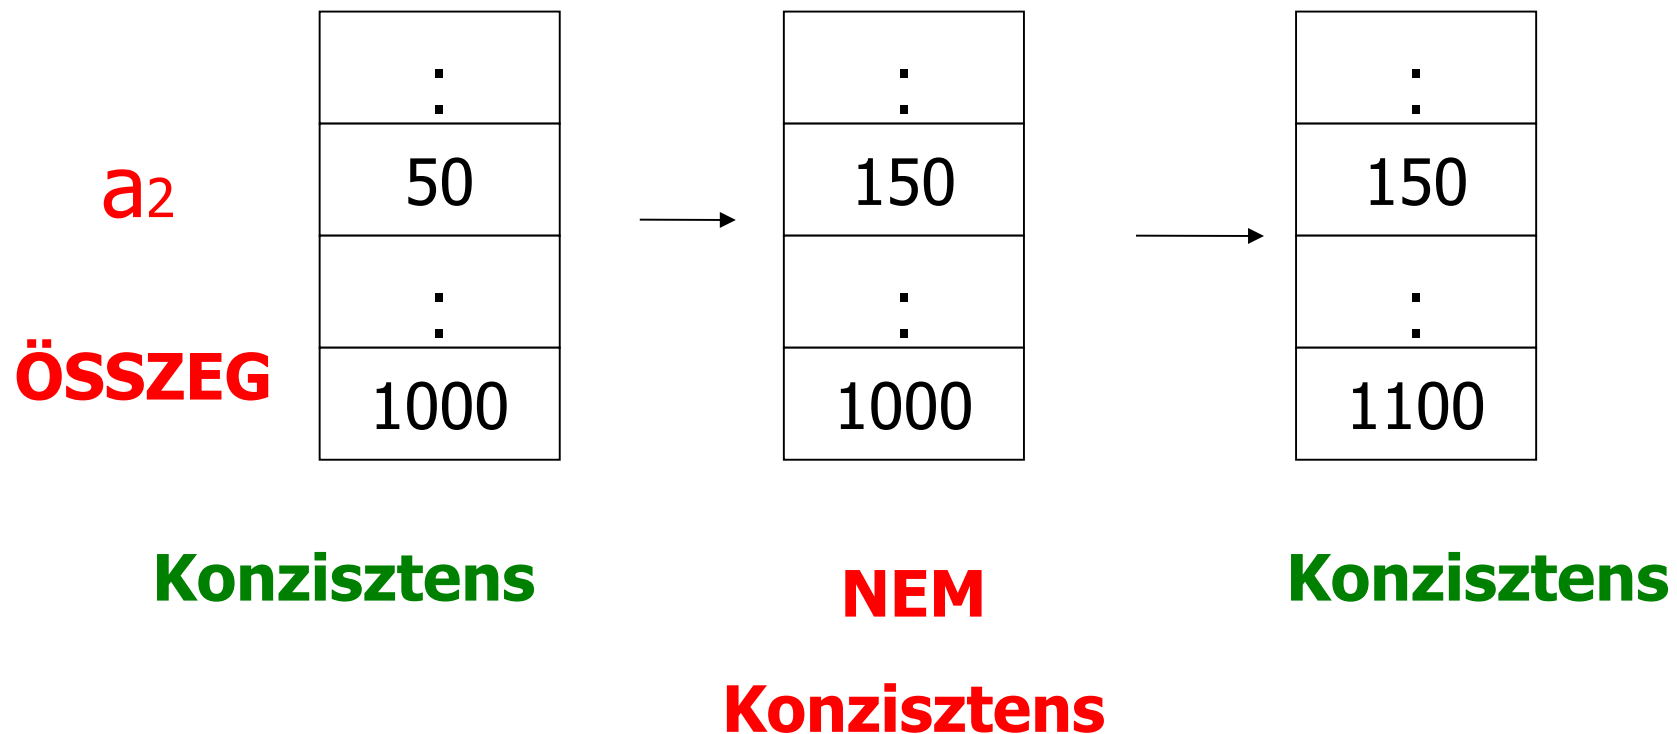 : : :
a2 50 150 150
: : :
ÖSSZEG 1000 1000 1100
Konzisztens NEM Konzisztens
Konzisztens